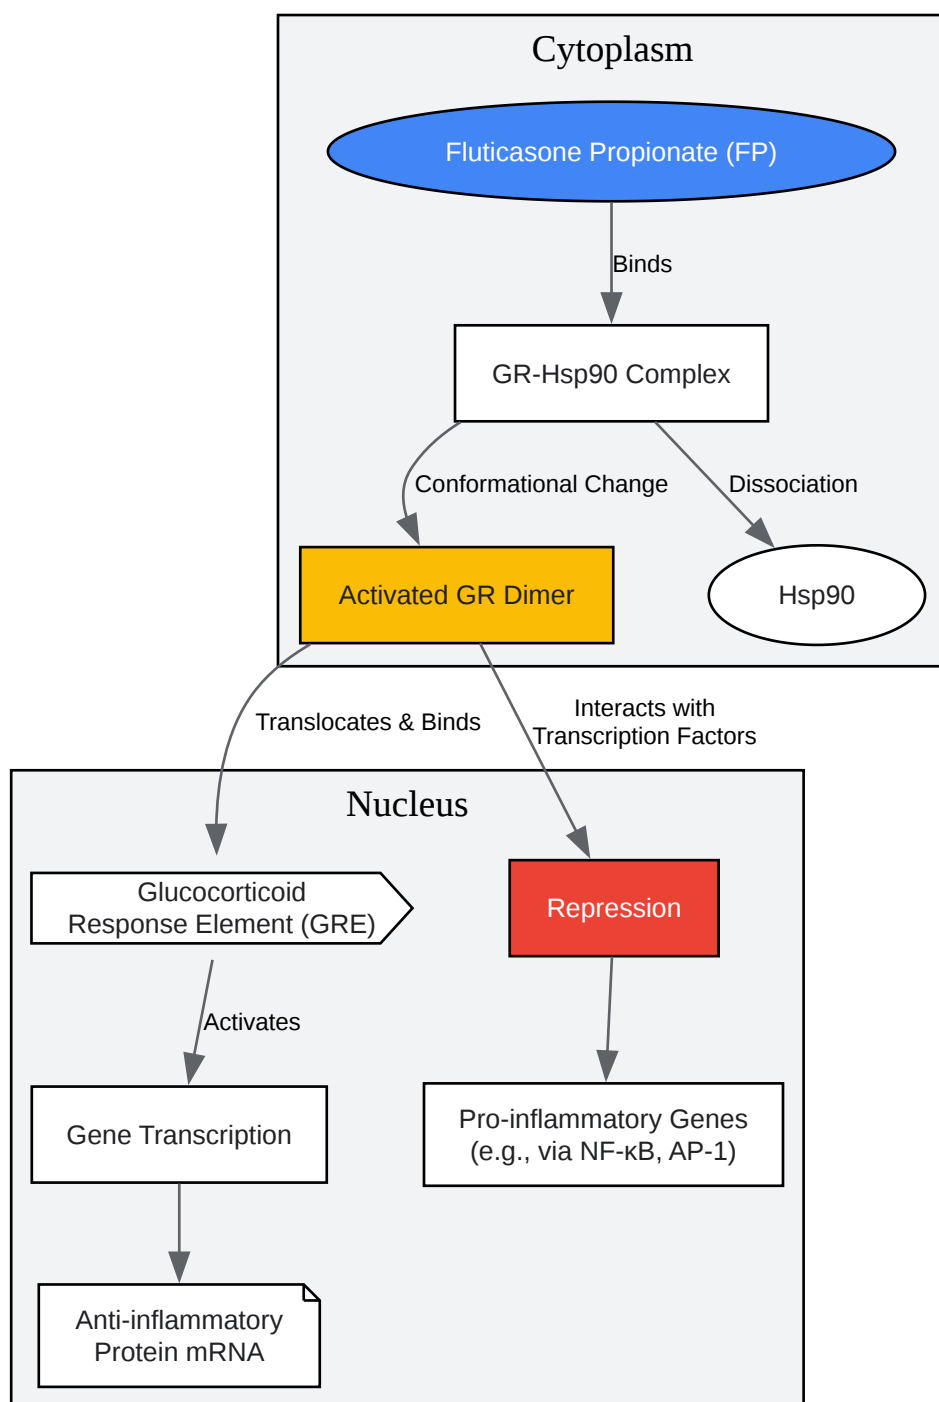 Cytoplasm
Fluticasone Propionate (FP)
Binds
GR-Hsp90 Complex
Conformational Change
Dissociation
Activated GR Dimer
Hsp90
Translocates & Binds
Interacts with
Transcription Factors
Nucleus
Glucocorticoid
Response Element (GRE)
Repression
Activates
Gene Transcription
Pro-inflammatory Genes
(e.g., via NF-κB, AP-1)
Anti-inflammatory
Protein mRNA